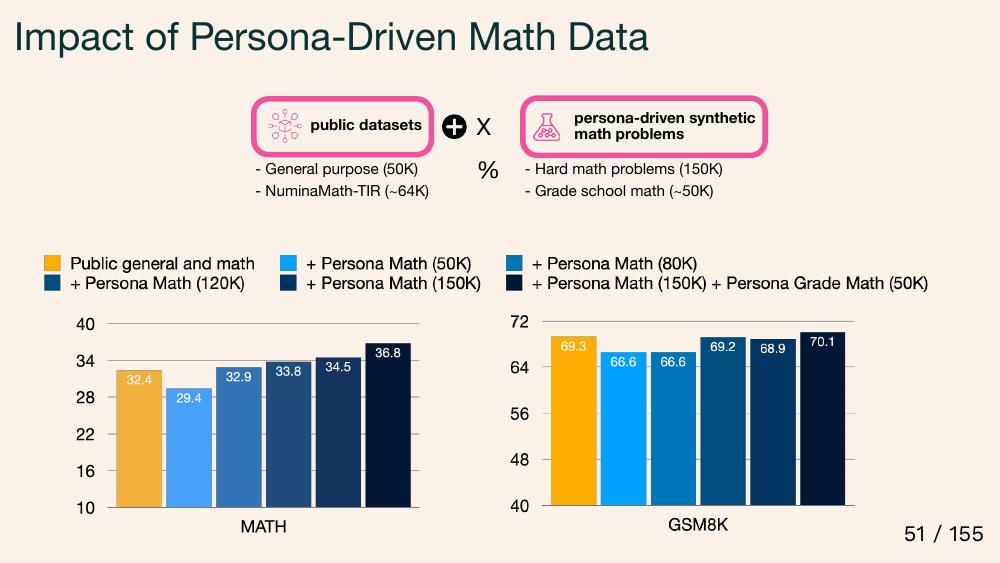 Impact of Persona-Driven Math Data
public datasets
X
persona-driven synthetic
math problems
- General purpose (50K)
- NuminaMath-TIR (~64K)
%
- Hard math problems (150K)
- Grade school math (~50K)
Public general and math
+ Persona Math (50K)
+ Persona Math (80K)
+ Persona Math (120K)
+ Persona Math (150K)
+ Persona Math (150K) + Persona Grade Math (50K)
40
34
28
22
16
10
32.4
29.4
32.9
33.8
34.5
36.8
MATH
72
64
56
48
40
69.3
66.6
66.6
69.2
68.9
70.1
GSM8K
51 / 155